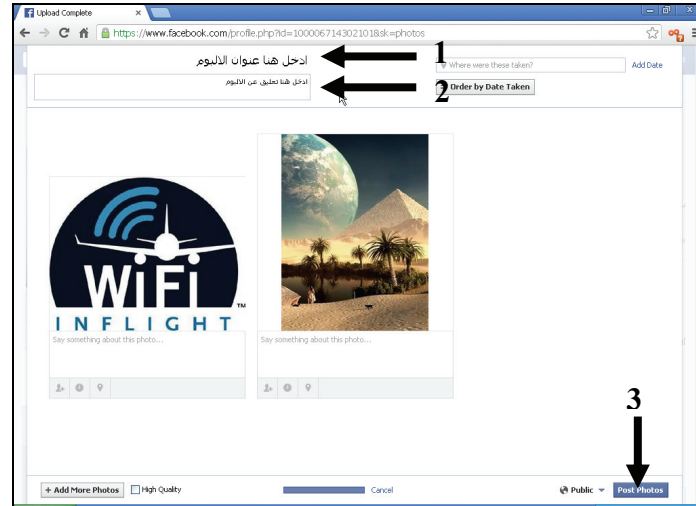 Upload Complete
https://www.facebook.com/profile.php?id=100006714302101&sk=photos
ادخل هنا عنوان الالبوم
1
Where were these taken?
Add Date
ادخل هنا تعليق عن الالبوم
2
Order by Date Taken
WiFi
TM
INFLIGHT
Say something about this photo...
Say something about this photo...
3
+ Add More Photos
High Quality
Cancel
Public
Post Photos